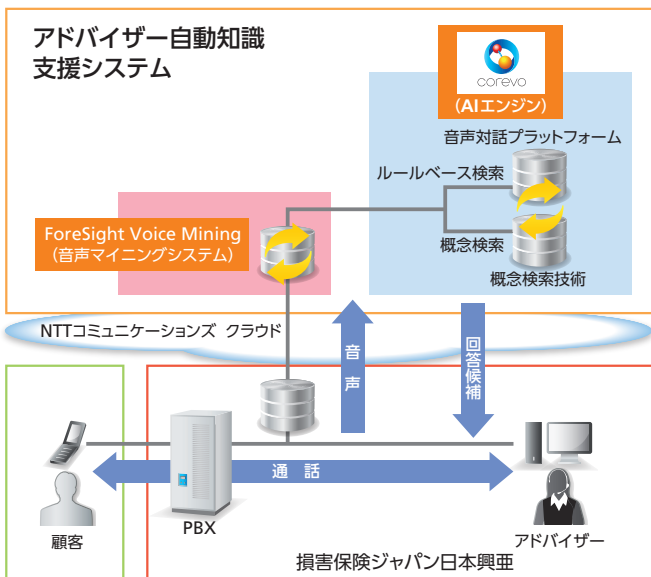 アドバイザー自動知識
支援システム
corevo
（AIエンジン）
音声対話プラットフォーム
ルールベース検索
ForeSight Voice Mining
（音声マイニングシステム）
概念検索
概念検索技術
NTTコミュニケーションズ クラウド
音声
回答候補
通話
顧客
PBX
アドバイザー
損害保険ジャパン日本興亜